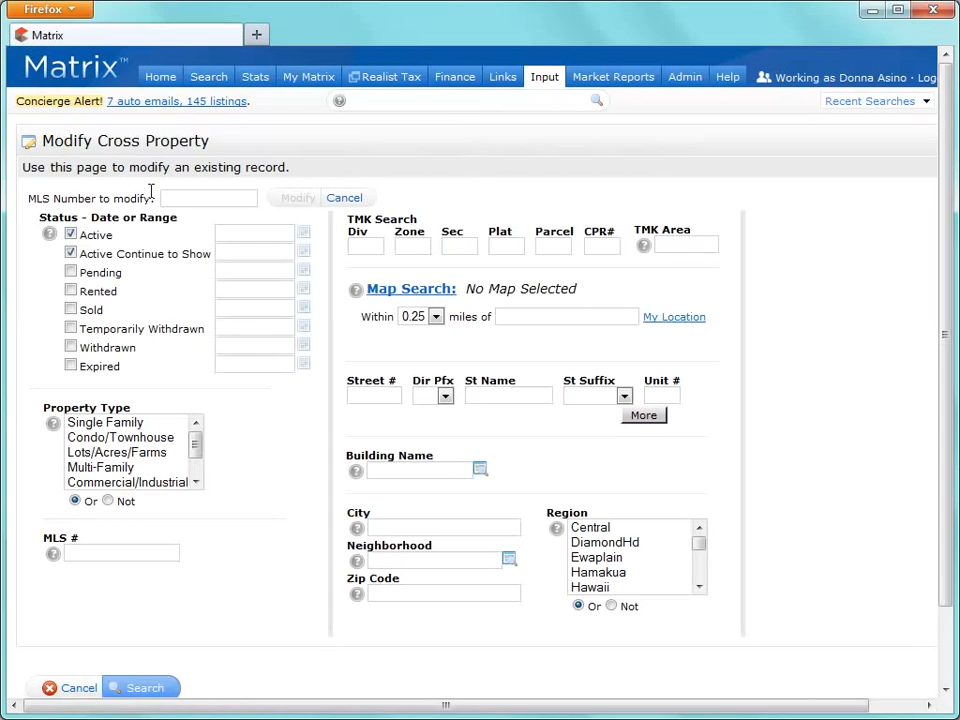 Firefox
Matrix
Matrix™
Home Search Stats My Matrix Realist Tax Finance Links Input Market Reports Admin Help Working as Donna Asino Log
Concierge Alert! 7 auto emails, 145 listings. Recent Searches
Modify Cross Property
Use this page to modify an existing record.
MLS Number to modify: Modify Cancel
Status - Date or Range
Active
Active Continue to Show
Pending
Rented
Sold
Temporarily Withdrawn
Withdrawn
Expired
Property Type
Single Family
Condo/Townhouse
Lots/Acres/Farms
Multi-Family
Commercial/Industrial
Or Not
MLS #
TMK Search
Div Zone Sec Plat Parcel CPR# TMK Area
Map Search: No Map Selected
Within 0.25 miles of My Location
Street # Dir Pfx St Name St Suffix Unit #
More
Building Name
City
Neighborhood
Zip Code
Region
Central
DiamondHd
Ewaplain
Hamakua
Hawaii
Or Not
Cancel Search